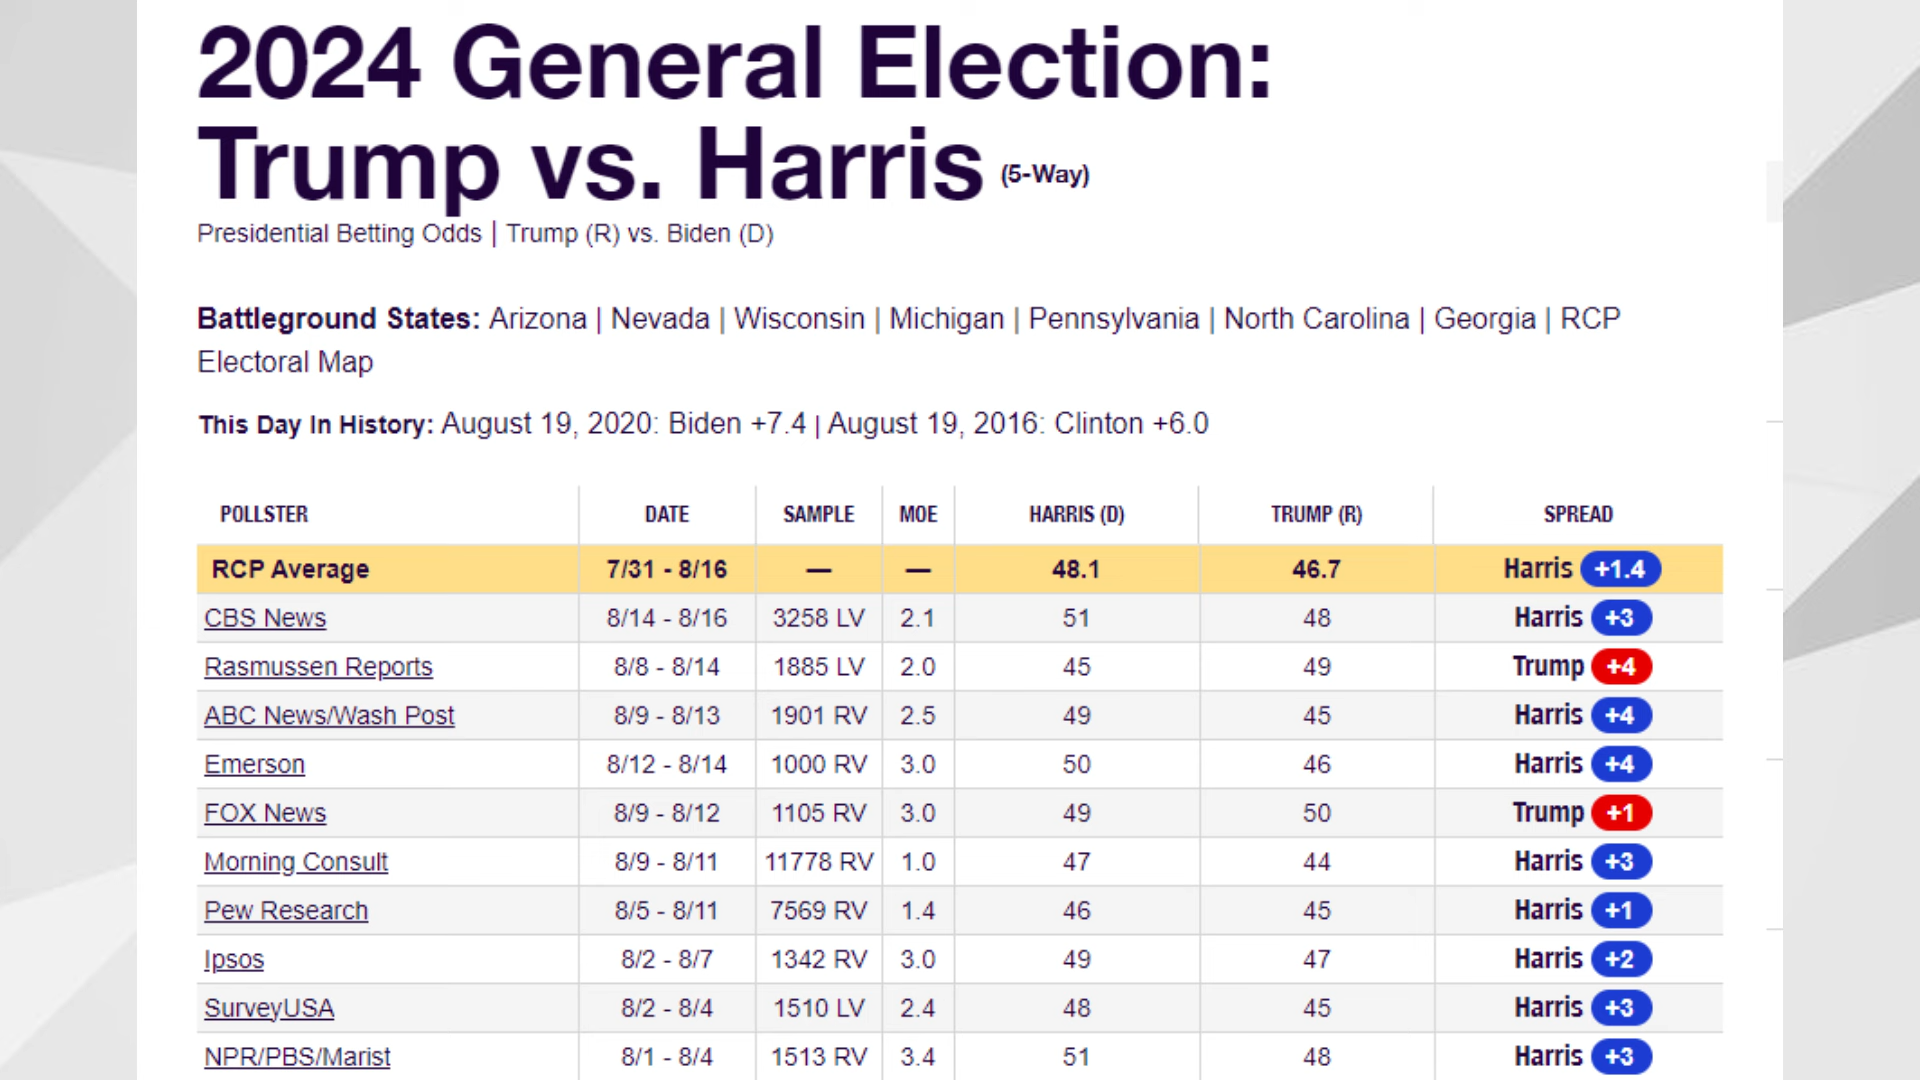 2024 General Election:
Trump vs. Harris (5-Way)
Presidential Betting Odds | Trump (R) vs. Biden (D)
Battleground States: Arizona | Nevada | Wisconsin | Michigan | Pennsylvania | North Carolina | Georgia | RCP
Electoral Map
This Day In History: August 19, 2020: Biden +7.4 | August 19, 2016: Clinton +6.0
POLLSTER DATE SAMPLE MOE HARRIS (D) TRUMP (R) SPREAD
RCP Average 7/31 - 8/16 — — 48.1 46.7 Harris +1.4
CBS News 8/14 - 8/16 3258 LV 2.1 51 48 Harris +3
Rasmussen Reports 8/8 - 8/14 1885 LV 2.0 45 49 Trump +4
ABC News/Wash Post 8/9 - 8/13 1901 RV 2.5 49 45 Harris +4
Emerson 8/12 - 8/14 1000 RV 3.0 50 46 Harris +4
FOX News 8/9 - 8/12 1105 RV 3.0 49 50 Trump +1
Morning Consult 8/9 - 8/11 11778 RV 1.0 47 44 Harris +3
Pew Research 8/5 - 8/11 7569 RV 1.4 46 45 Harris +1
Ipsos 8/2 - 8/7 1342 RV 3.0 49 47 Harris +2
SurveyUSA 8/2 - 8/4 1510 LV 2.4 48 45 Harris +3
NPR/PBS/Marist 8/1 - 8/4 1513 RV 3.4 51 48 Harris +3